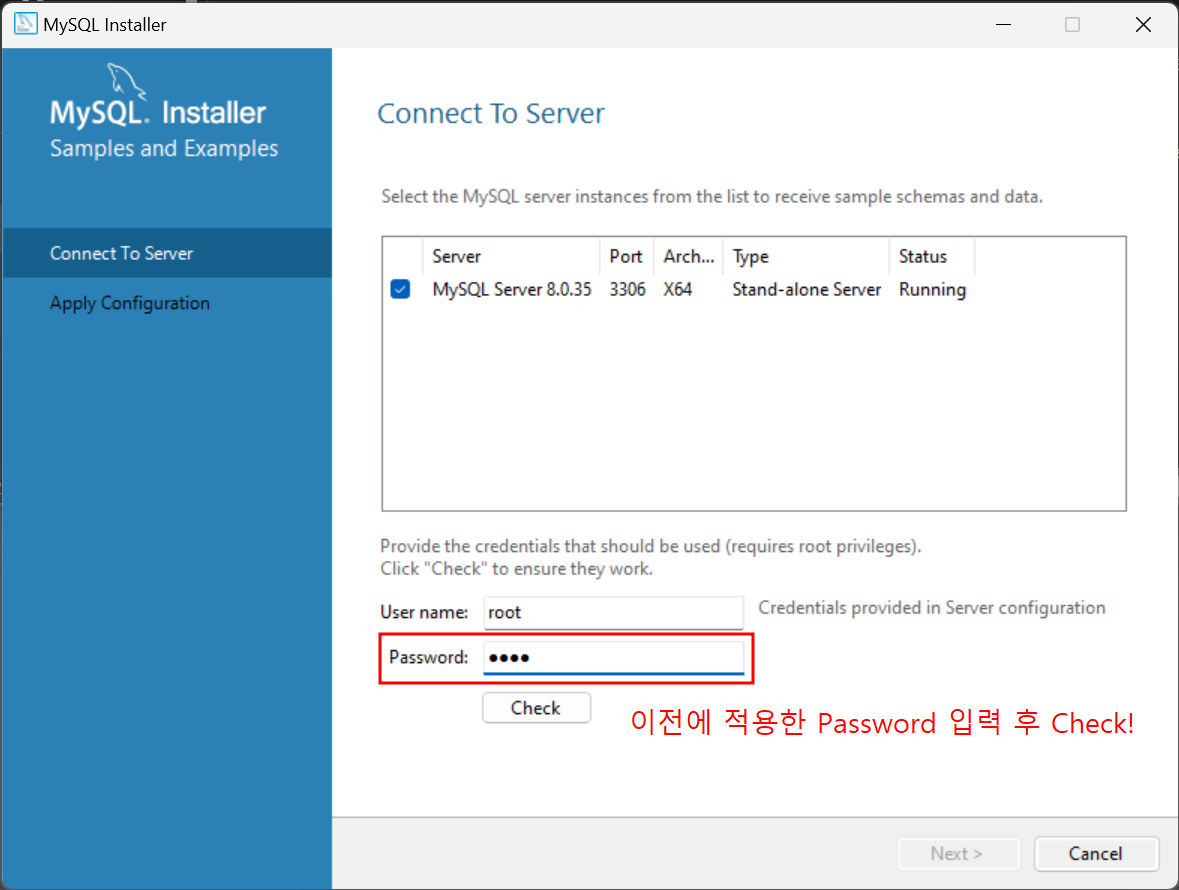 MySQL Installer
MySQL. Installer
Samples and Examples
Connect To Server
Apply Configuration
Connect To Server
Select the MySQL server instances from the list to receive sample schemas and data.
Server Port Arch... Type Status
MySQL Server 8.0.35 3306 X64 Stand-alone Server Running
Provide the credentials that should be used (requires root privileges).
Click "Check" to ensure they work.
User name: root Credentials provided in Server configuration
Password: ●●●●
Check
이전에 적용한 Password 입력 후 Check!
Next > Cancel